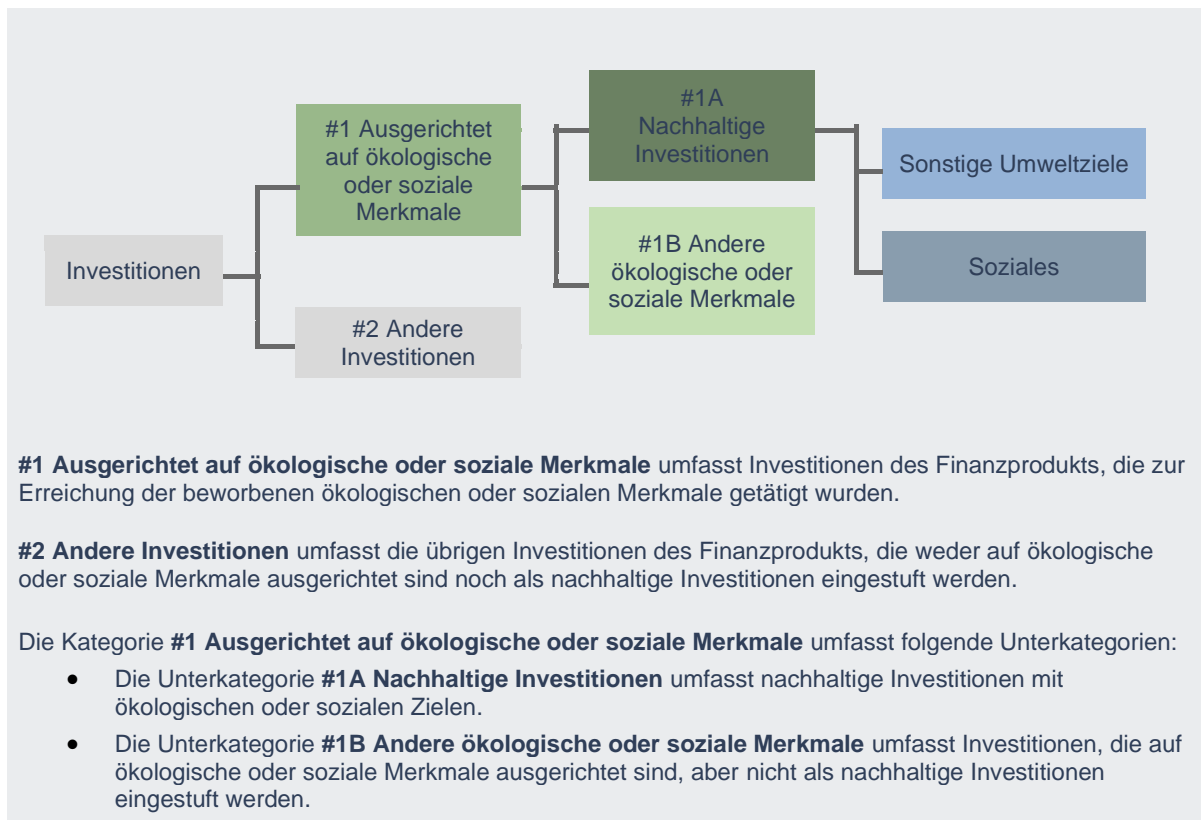 #1 Ausgerichtet
auf ökologische
oder soziale
Merkmale
#1A
Nachhaltige
Investitionen
Sonstige Umweltziele
Investitionen
#1B Andere
ökologische oder
soziale Merkmale
Soziales
#2 Andere
Investitionen
#1 Ausgerichtet auf ökologische oder soziale Merkmale umfasst Investitionen des Finanzprodukts, die zur
Erreichung der beworbenen ökologischen oder sozialen Merkmale getätigt wurden.
#2 Andere Investitionen umfasst die übrigen Investitionen des Finanzprodukts, die weder auf ökologische
oder soziale Merkmale ausgerichtet sind noch als nachhaltige Investitionen eingestuft werden.
Die Kategorie #1 Ausgerichtet auf ökologische oder soziale Merkmale umfasst folgende Unterkategorien:
• Die Unterkategorie #1A Nachhaltige Investitionen umfasst nachhaltige Investitionen mit
ökologischen oder sozialen Zielen.
• Die Unterkategorie #1B Andere ökologische oder soziale Merkmale umfasst Investitionen, die auf
ökologische oder soziale Merkmale ausgerichtet sind, aber nicht als nachhaltige Investitionen
eingestuft werden.